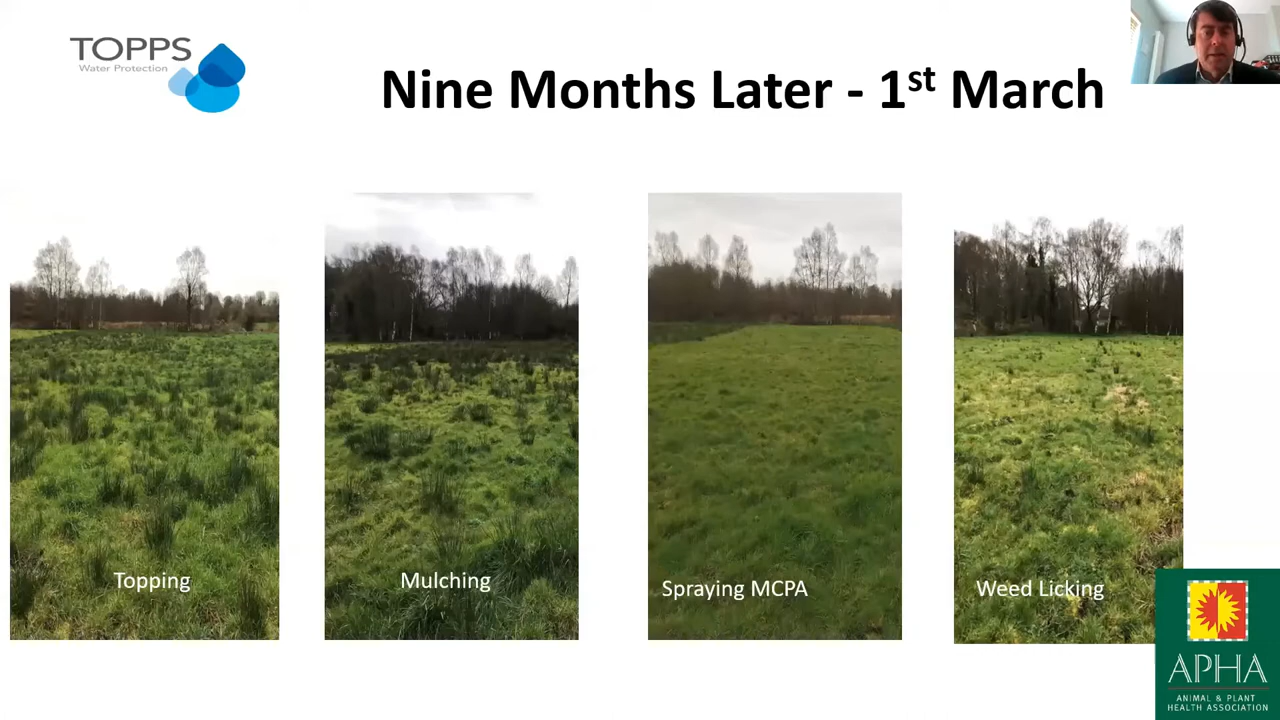 TOPPS
Water Protection
Nine Months Later - 1st March
Topping
Mulching
Spraying MCPA
Weed Licking
APHA
ANIMAL & PLANT
HEALTH ASSOCIATION